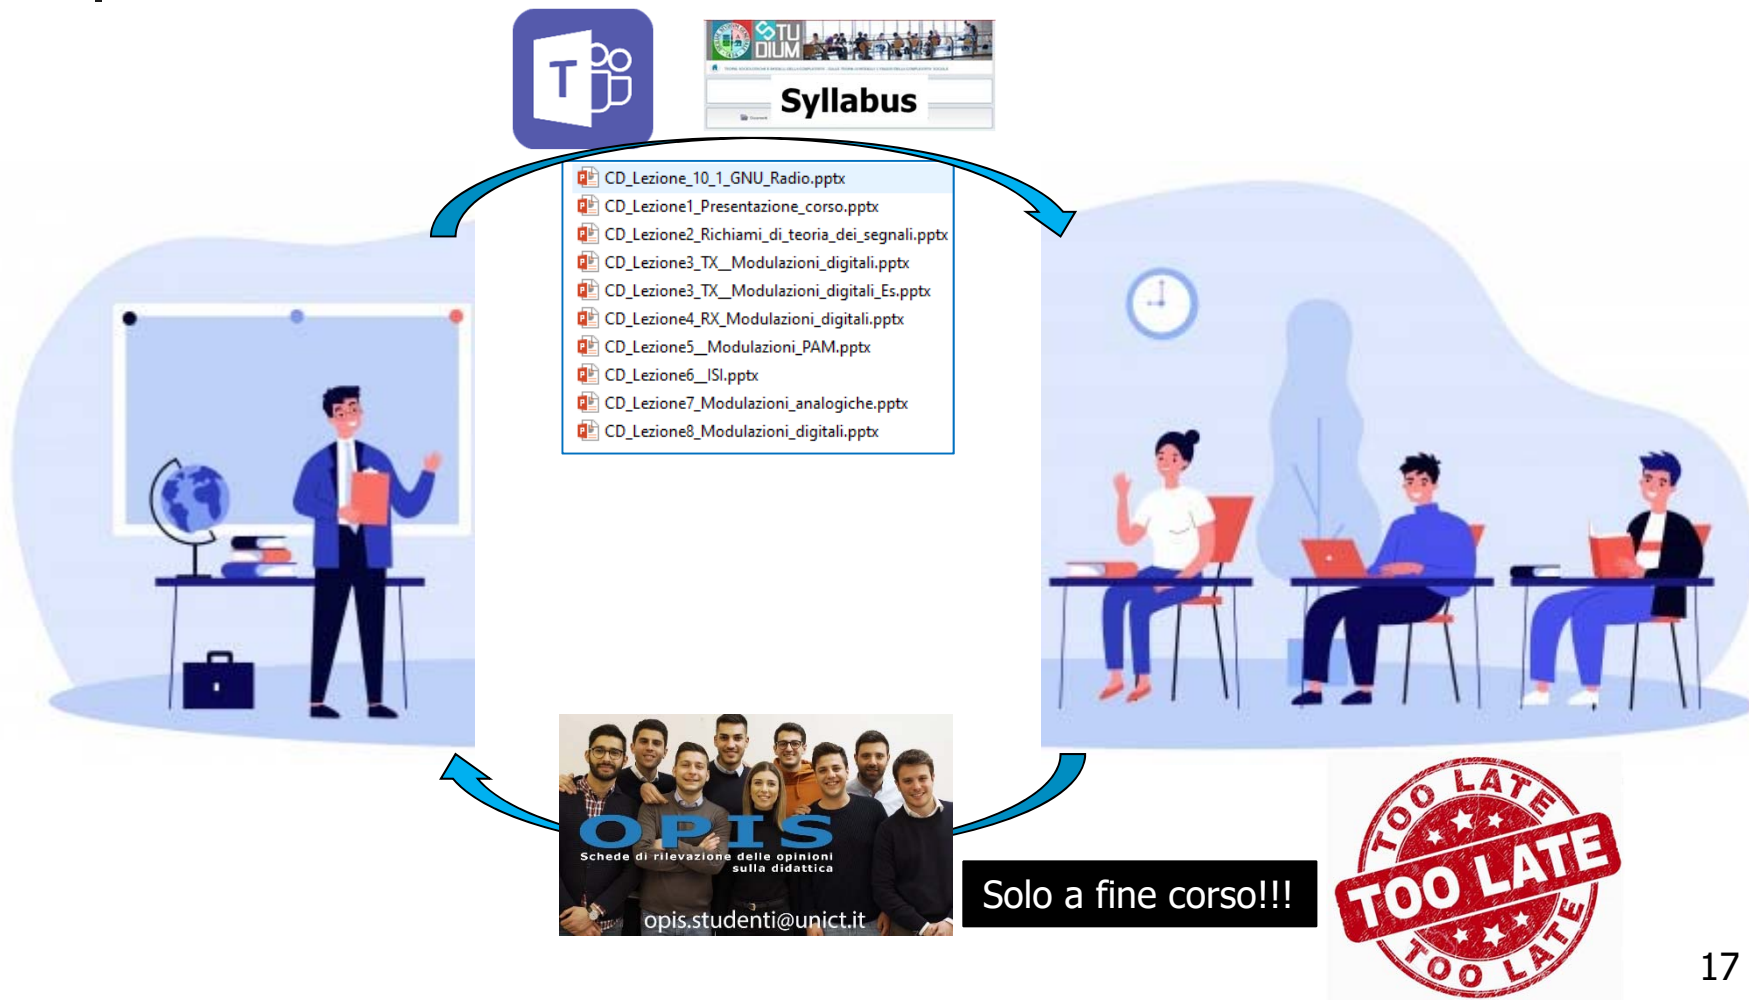 T
STU
DIUM
Syllabus
CD_Lezione_10_1_GNU_Radio.pptx
CD_Lezione1_Presentazione_corso.pptx
CD_Lezione2_Richiami_di_teoria_dei_segnali.pptx
CD_Lezione3_TX__Modulazioni_digitali.pptx
CD_Lezione3_TX__Modulazioni_digitali_Es.pptx
CD_Lezione4_RX_Modulazioni_digitali.pptx
CD_Lezione5__Modulazioni_PAM.pptx
CD_Lezione6__ISI.pptx
CD_Lezione7_Modulazioni_analogiche.pptx
CD_Lezione8_Modulazioni_digitali.pptx
OPIS
Schede di rilevazione delle opinioni
sulla didattica
opis.studenti@unict.it
Solo a fine corso!!!
TOO LATE
TOO LATE
TOO LATE
17